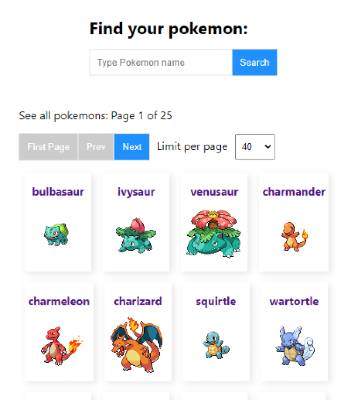 Find your pokemon:
Type Pokemon name Search
See all pokemons: Page 1 of 25
First Page Prev Next Limit per page 40
bulbasaur ivysaur venusaur charmander
charmeleon charizard squirtle wartortle